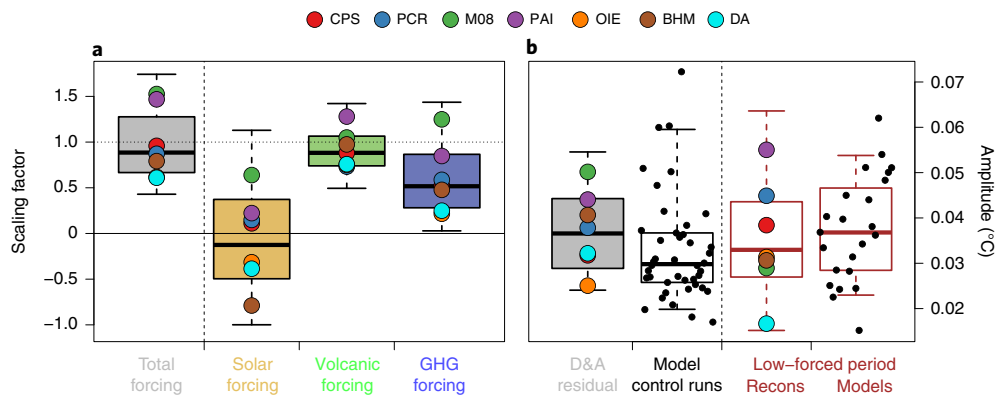 CPS PCR M08 PAI OIE BHM DA
a
b
1.5
1.0
0.5
0
−0.5
−1.0
Scaling factor
Total forcing
Solar forcing
Volcanic forcing
GHG forcing
0.07
0.06
0.05
0.04
0.03
0.02
Amplitude (°C)
D&A residual
Model control runs
Low–forced period
Recons Models